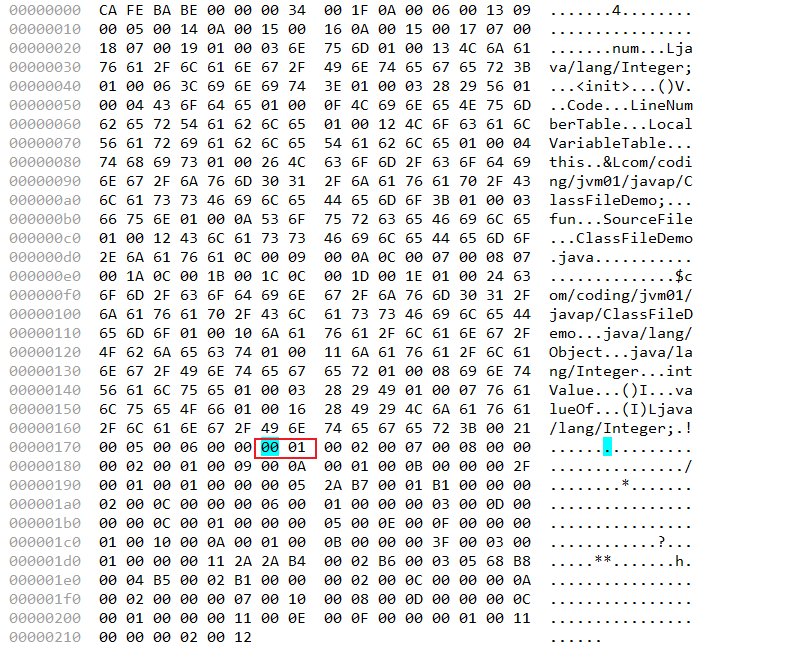 00000000 CA FE BA BE 00 00 00 34 00 1F 0A 00 06 00 13 09 .......4........
00000010 00 05 00 14 0A 00 15 00 16 0A 00 15 00 17 07 00 ................
00000020 18 07 00 19 01 00 03 6E 75 6D 01 00 13 4C 6A 61 .......num...Lja
00000030 76 61 2F 6C 61 6E 67 2F 49 6E 74 65 67 65 72 3B va/lang/Integer;
00000040 01 00 06 3C 69 6E 69 74 3E 01 00 03 28 29 56 01 ...<init>...()V.
00000050 00 04 43 6F 64 65 01 00 0F 4C 69 6E 65 4E 75 6D ..Code...LineNum
00000060 62 65 72 54 61 62 6C 65 01 00 12 4C 6F 63 61 6C berTable...Local
00000070 56 61 72 69 61 62 6C 65 54 61 62 6C 65 01 00 04 VariableTable...
00000080 74 68 69 73 01 00 26 4C 63 6F 6D 2F 63 6F 64 69 this..&Lcom/codi
00000090 6E 67 2F 6A 76 6D 30 31 2F 6A 61 76 61 70 2F 43 ng/jvm01/javap/C
000000a0 6C 61 73 73 46 69 6C 65 44 65 6D 6F 3B 01 00 03 lassFileDemo;...
000000b0 66 75 6E 01 00 0A 53 6F 75 72 63 65 46 69 6C 65 fun...SourceFile
000000c0 01 00 12 43 6C 61 73 73 46 69 6C 65 44 65 6D 6F ...ClassFileDemo
000000d0 2E 6A 61 76 61 0C 00 09 00 0A 0C 00 07 00 08 07 .java...........
000000e0 00 1A 0C 00 1B 00 1C 0C 00 1D 00 1E 01 00 24 63 ..............$c
000000f0 6F 6D 2F 63 6F 64 69 6E 67 2F 6A 76 6D 30 31 2F om/coding/jvm01/
00000100 6A 61 76 61 70 2F 43 6C 61 73 73 46 69 6C 65 44 javap/ClassFileD
00000110 65 6D 6F 01 00 10 6A 61 76 61 2F 6C 61 6E 67 2F emo...java/lang/
00000120 4F 62 6A 65 63 74 01 00 11 6A 61 76 61 2F 6C 61 Object...java/la
00000130 6E 67 2F 49 6E 74 65 67 65 72 01 00 08 69 6E 74 ng/Integer...int
00000140 56 61 6C 75 65 01 00 03 28 29 49 01 00 07 76 61 Value...()I...va
00000150 6C 75 65 4F 66 01 00 16 28 49 29 4C 6A 61 76 61 lueOf...(I)Ljava
00000160 2F 6C 61 6E 67 2F 49 6E 74 65 67 65 72 3B 00 21 /lang/Integer;.!
00000170 00 05 00 06 00 00 00 01 00 02 00 07 00 08 00 00 ................
00000180 00 02 00 01 00 09 00 0A 00 01 00 0B 00 00 00 2F .............../
00000190 00 01 00 01 00 00 00 05 2A B7 00 01 B1 00 00 00 ........*.......
000001a0 02 00 0C 00 00 00 06 00 01 00 00 00 03 00 0D 00 ................
000001b0 00 00 0C 00 01 00 00 00 05 00 0E 00 0F 00 00 00 ................
000001c0 01 00 10 00 0A 00 01 00 0B 00 00 00 3F 00 03 00 ............?...
000001d0 01 00 00 00 11 2A 2A B4 00 02 B6 00 03 05 68 B8 .....**.......h.
000001e0 00 04 B5 00 02 B1 00 00 00 02 00 0C 00 00 00 0A ................
000001f0 00 02 00 00 00 07 00 10 00 08 00 0D 00 00 00 0C ................
00000200 00 01 00 00 00 11 00 0E 00 0F 00 00 00 01 00 11 ................
00000210 00 00 00 02 00 12 ......